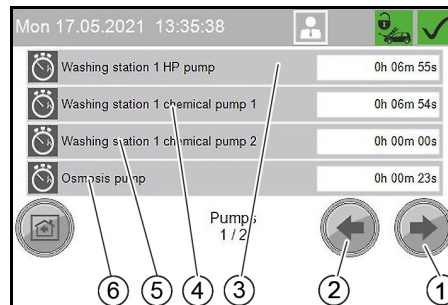 Mon 17.05.2021 13:35:38
Washing station 1 HP pump 0h 06m 55s
Washing station 1 chemical pump 1 0h 06m 54s
Washing station 1 chemical pump 2 0h 00m 00s
Osmosis pump 0h 00m 23s
Pumps
1 / 2
6 5 4 3 2 1